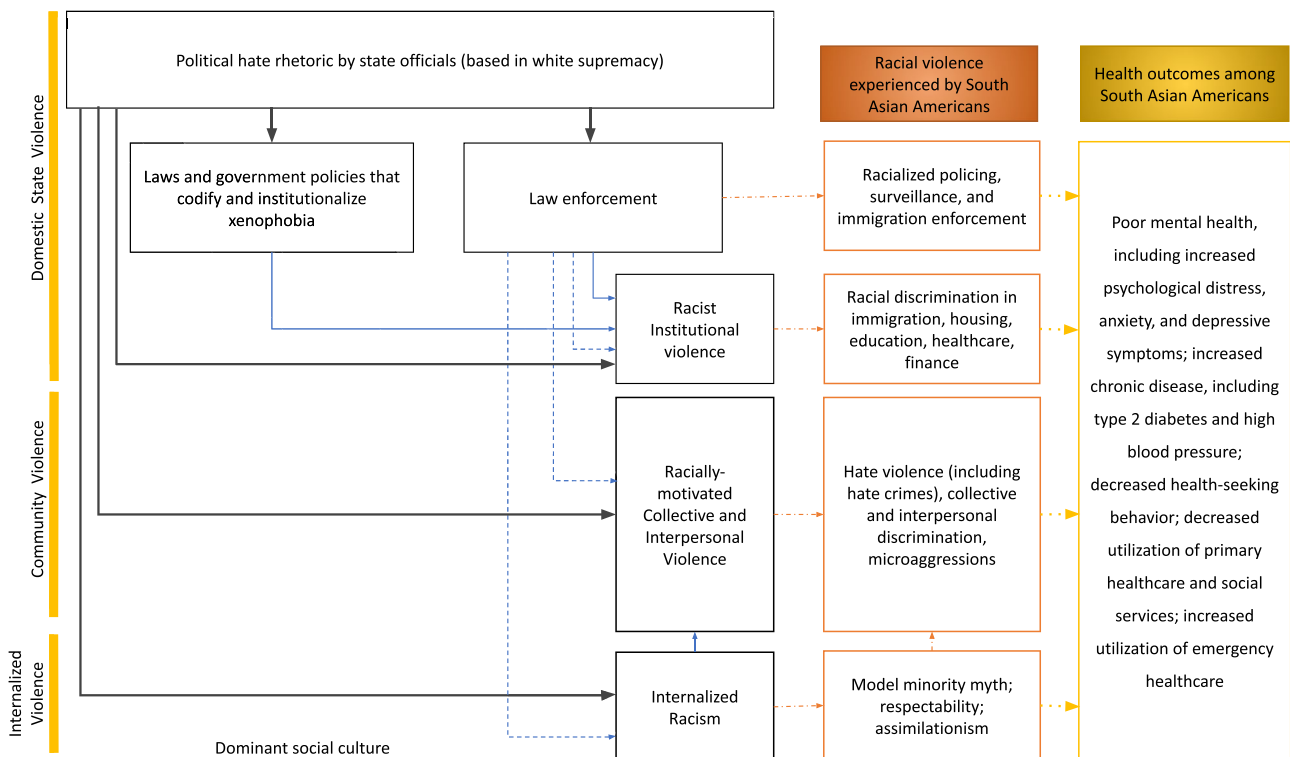 Political hate rhetoric by state officials (based in white supremacy)
Racial violence
experienced by South
Asian Americans
Health outcomes among
South Asian Americans
Domestic State Violence
Laws and government policies that
codify and institutionalize
xenophobia
Law enforcement
Racialized policing,
surveillance, and
immigration enforcement
Racist
Institutional
violence
Racial discrimination in
immigration, housing,
education, healthcare,
finance
Community Violence
Racially-
motivated
Collective and
Interpersonal
Violence
Hate violence (including
hate crimes), collective
and interpersonal
discrimination,
microaggressions
Internalized
Violence
Internalized
Racism
Model minority myth;
respectability;
assimilationism
Dominant social culture
Poor mental health,
including increased
psychological distress,
anxiety, and depressive
symptoms; increased
chronic disease, including
type 2 diabetes and high
blood pressure;
decreased health-seeking
behavior; decreased
utilization of primary
healthcare and social
services; increased
utilization of emergency
healthcare